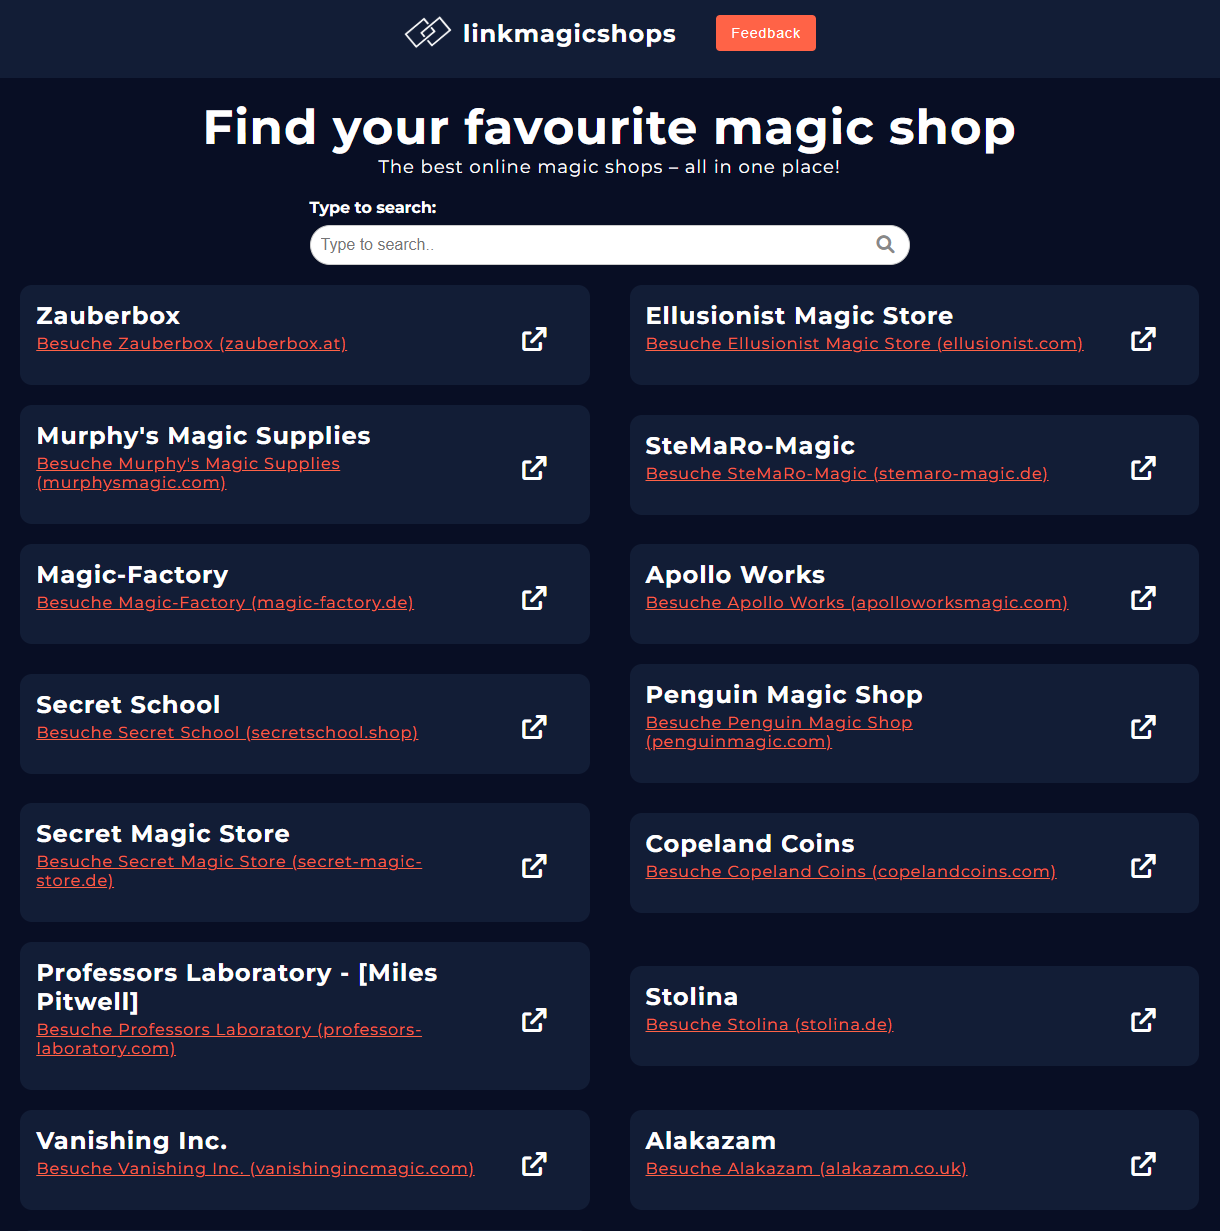 linkmagicshops
Feedback
Find your favourite magic shop
The best online magic shops – all in one place!
Type to search:
Type to search..
Zauberbox
Besuche Zauberbox (zauberbox.at)
Ellusionist Magic Store
Besuche Ellusionist Magic Store (ellusionist.com)
Murphy's Magic Supplies
Besuche Murphy's Magic Supplies
(murphysmagic.com)
SteMaRo-Magic
Besuche SteMaRo-Magic (stemaro-magic.de)
Magic-Factory
Besuche Magic-Factory (magic-factory.de)
Apollo Works
Besuche Apollo Works (apolloworksmagic.com)
Secret School
Besuche Secret School (secretschool.shop)
Penguin Magic Shop
Besuche Penguin Magic Shop
(penguinmagic.com)
Secret Magic Store
Besuche Secret Magic Store (secret-magic-
store.de)
Copeland Coins
Besuche Copeland Coins (copelandcoins.com)
Professors Laboratory - [Miles
Pitwell]
Besuche Professors Laboratory (professors-
laboratory.com)
Stolina
Besuche Stolina (stolina.de)
Vanishing Inc.
Besuche Vanishing Inc. (vanishingincmagic.com)
Alakazam
Besuche Alakazam (alakazam.co.uk)